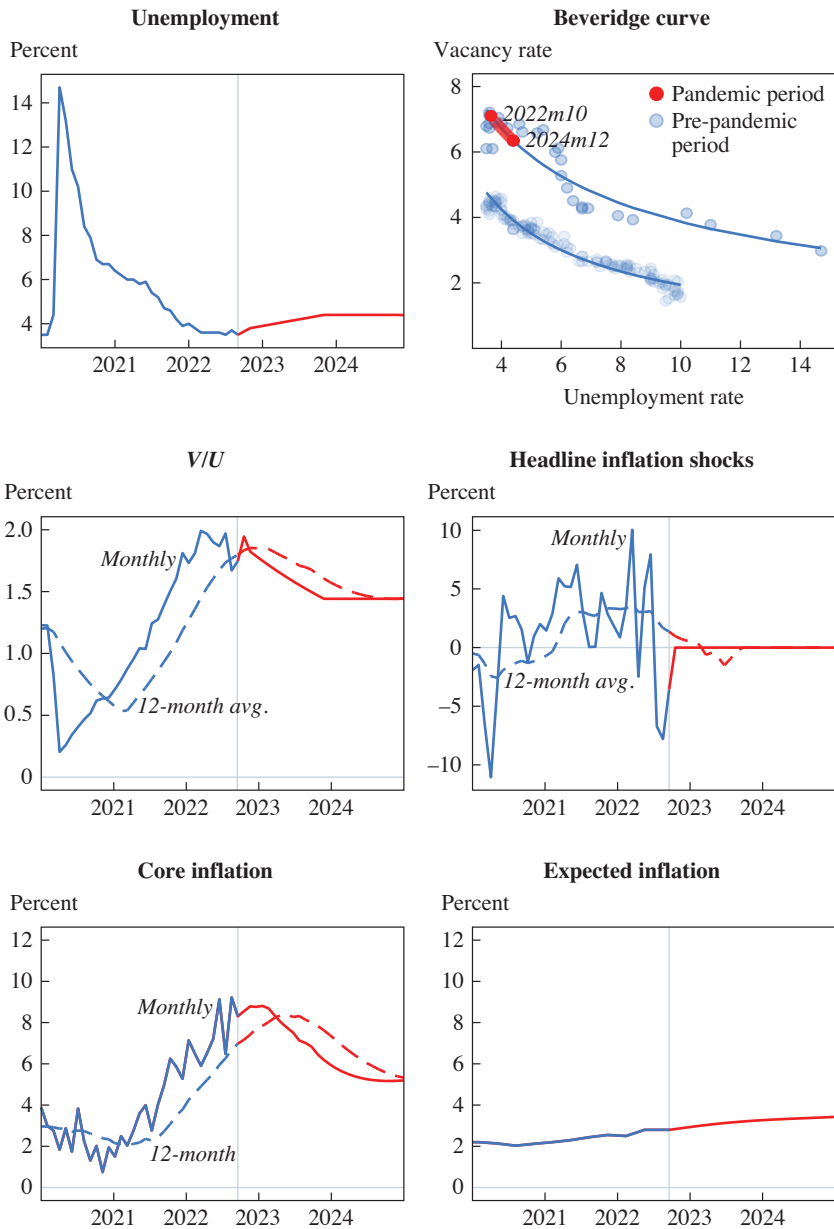 Unemployment
Percent
14
12
10
8
6
4
2021 2022 2023 2024
Beveridge curve
Vacancy rate
8
6
4
2
2022m10
2024m12
Pandemic period
Pre-pandemic
period
4 6 8 10 12 14
Unemployment rate
V/U
Percent
2.0
1.5
1.0
0.5
0
Monthly
12-month avg.
2021 2022 2023 2024
Headline inflation shocks
Percent
10
5
0
−5
−10
Monthly
12-month avg.
2021 2022 2023 2024
Core inflation
Percent
12
10
8
6
4
2
0
Monthly
12-month
2021 2022 2023 2024
Expected inflation
Percent
12
10
8
6
4
2
0
2021 2022 2023 2024